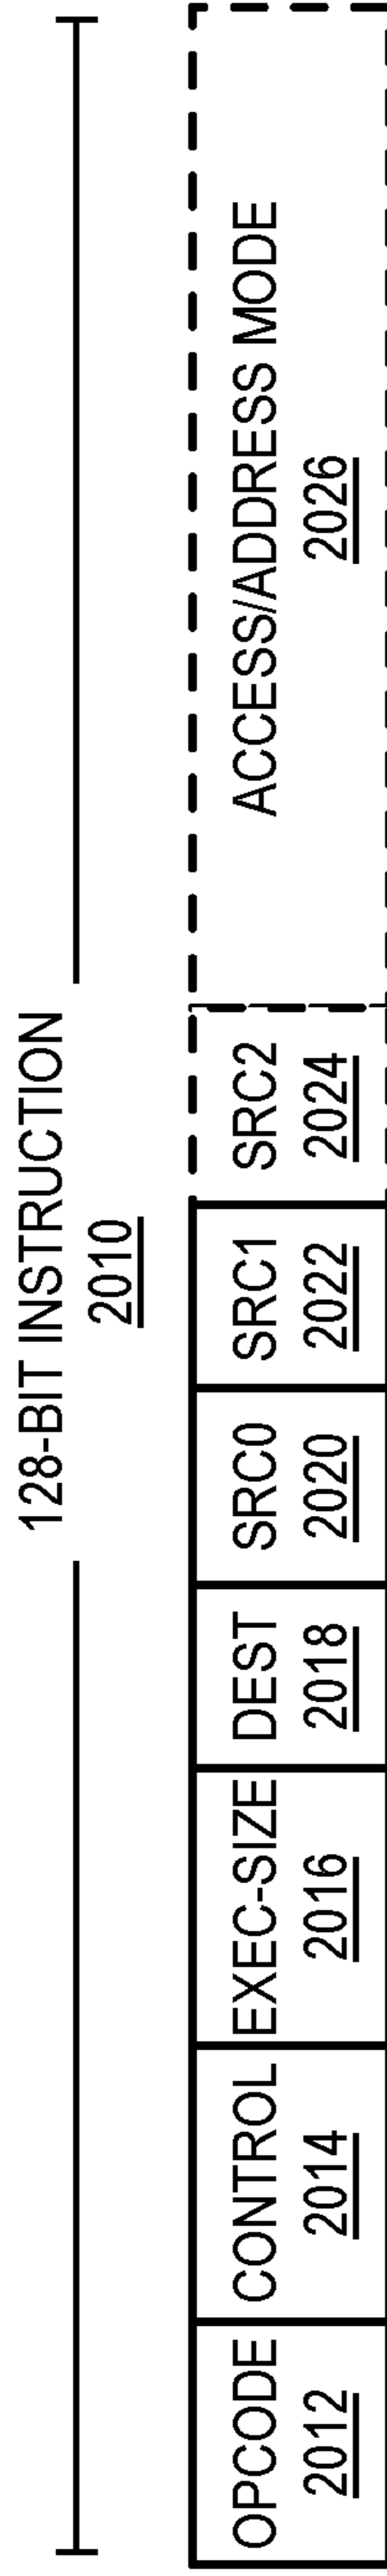 128-BIT INSTRUCTION
2010
OPCODE
2012
CONTROL
2014
EXEC-SIZE
2016
DEST
2018
SRC0
2020
SRC1
2022
SRC2
2024
ACCESS/ADDRESS MODE
2026